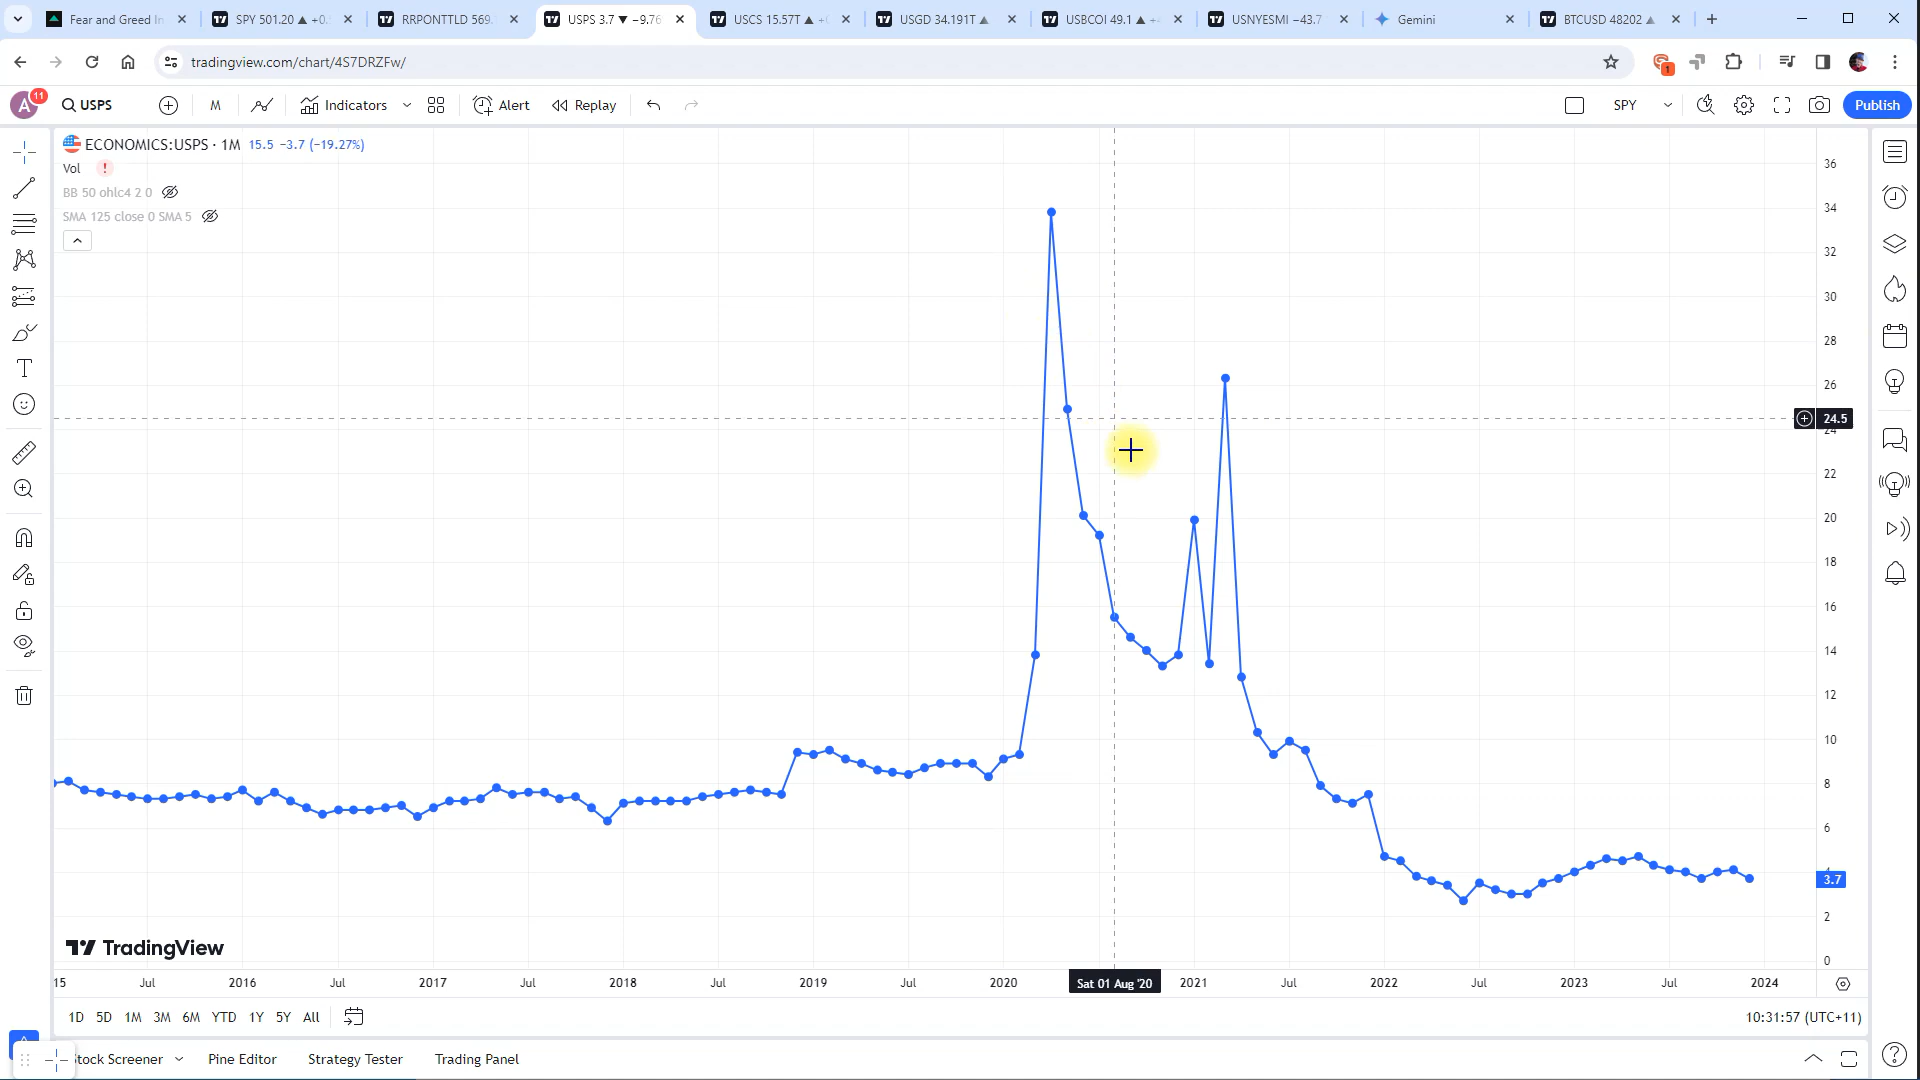 Fear and Greed In
SPY 501.20 ▲ +0.
RRPONTTLD 569.
USPS 3.7 ▼ −9.76
USCS 15.57T ▲ +0
USGD 34.191T ▲
USBCOI 49.1 ▲ +4
USNYESMI −43.7
Gemini
BTCUSD 48202 ▲
tradingview.com/chart/4S7DRZFw/
1
A
11
USPS
M
Indicators
Alert
Replay
SPY
Publish
ECONOMICS:USPS · 1M 15.5 −3.7 (−19.27%)
Vol !
BB 50 ohlc4 2 0
SMA 125 close 0 SMA 5
36
34
32
30
28
26
24.5
24
22
20
18
16
14
12
10
8
6
4
3.7
2
0
TradingView
15 Jul 2016 Jul 2017 Jul 2018 Jul 2019 Jul 2020 Sat 01 Aug '20 2021 Jul 2022 Jul 2023 Jul 2024
1D 5D 1M 3M 6M YTD 1Y 5Y All
10:31:57 (UTC+11)
Stock Screener Pine Editor Strategy Tester Trading Panel